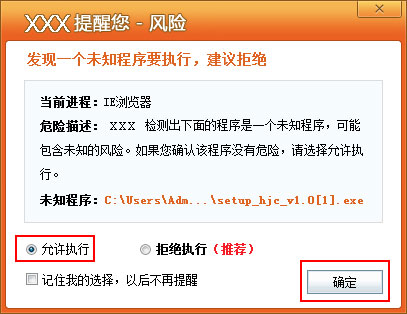 XXX提醒您 - 风险
发现一个未知程序要执行，建议拒绝
当前进程：IE浏览器
危险描述： XXX 检测出下面的程序是一个未知程序，可能
包含未知的风险。如果您确认该程序没有危险，请选择允许执
行。
未知程序：C:\Users\Adm...\setup_hjc_v1.0[1].exe
允许执行 拒绝执行（推荐）
记住我的选择，以后不再提醒
确定